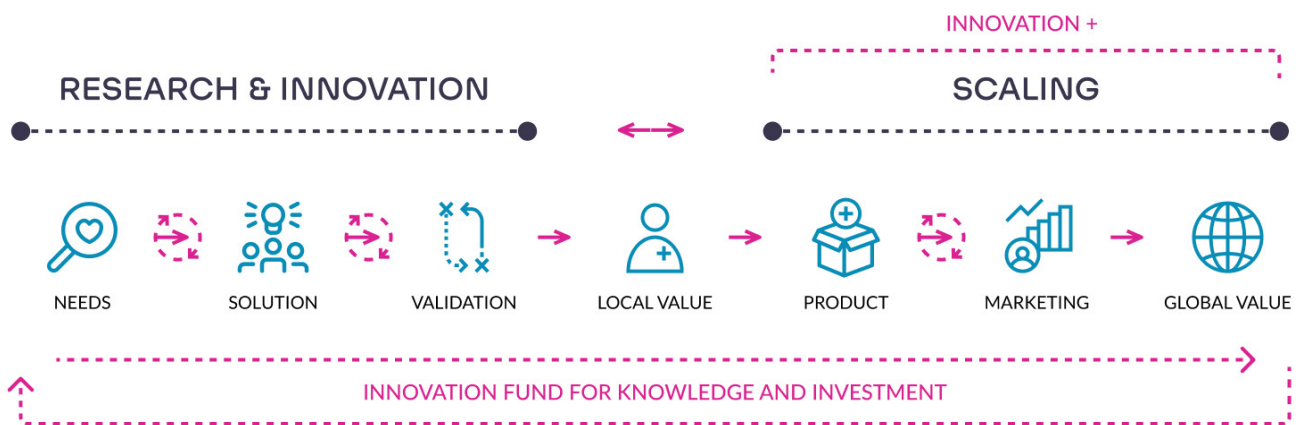 INNOVATION +
RESEARCH & INNOVATION
SCALING
NEEDS
SOLUTION
VALIDATION
LOCAL VALUE
PRODUCT
MARKETING
GLOBAL VALUE
INNOVATION FUND FOR KNOWLEDGE AND INVESTMENT